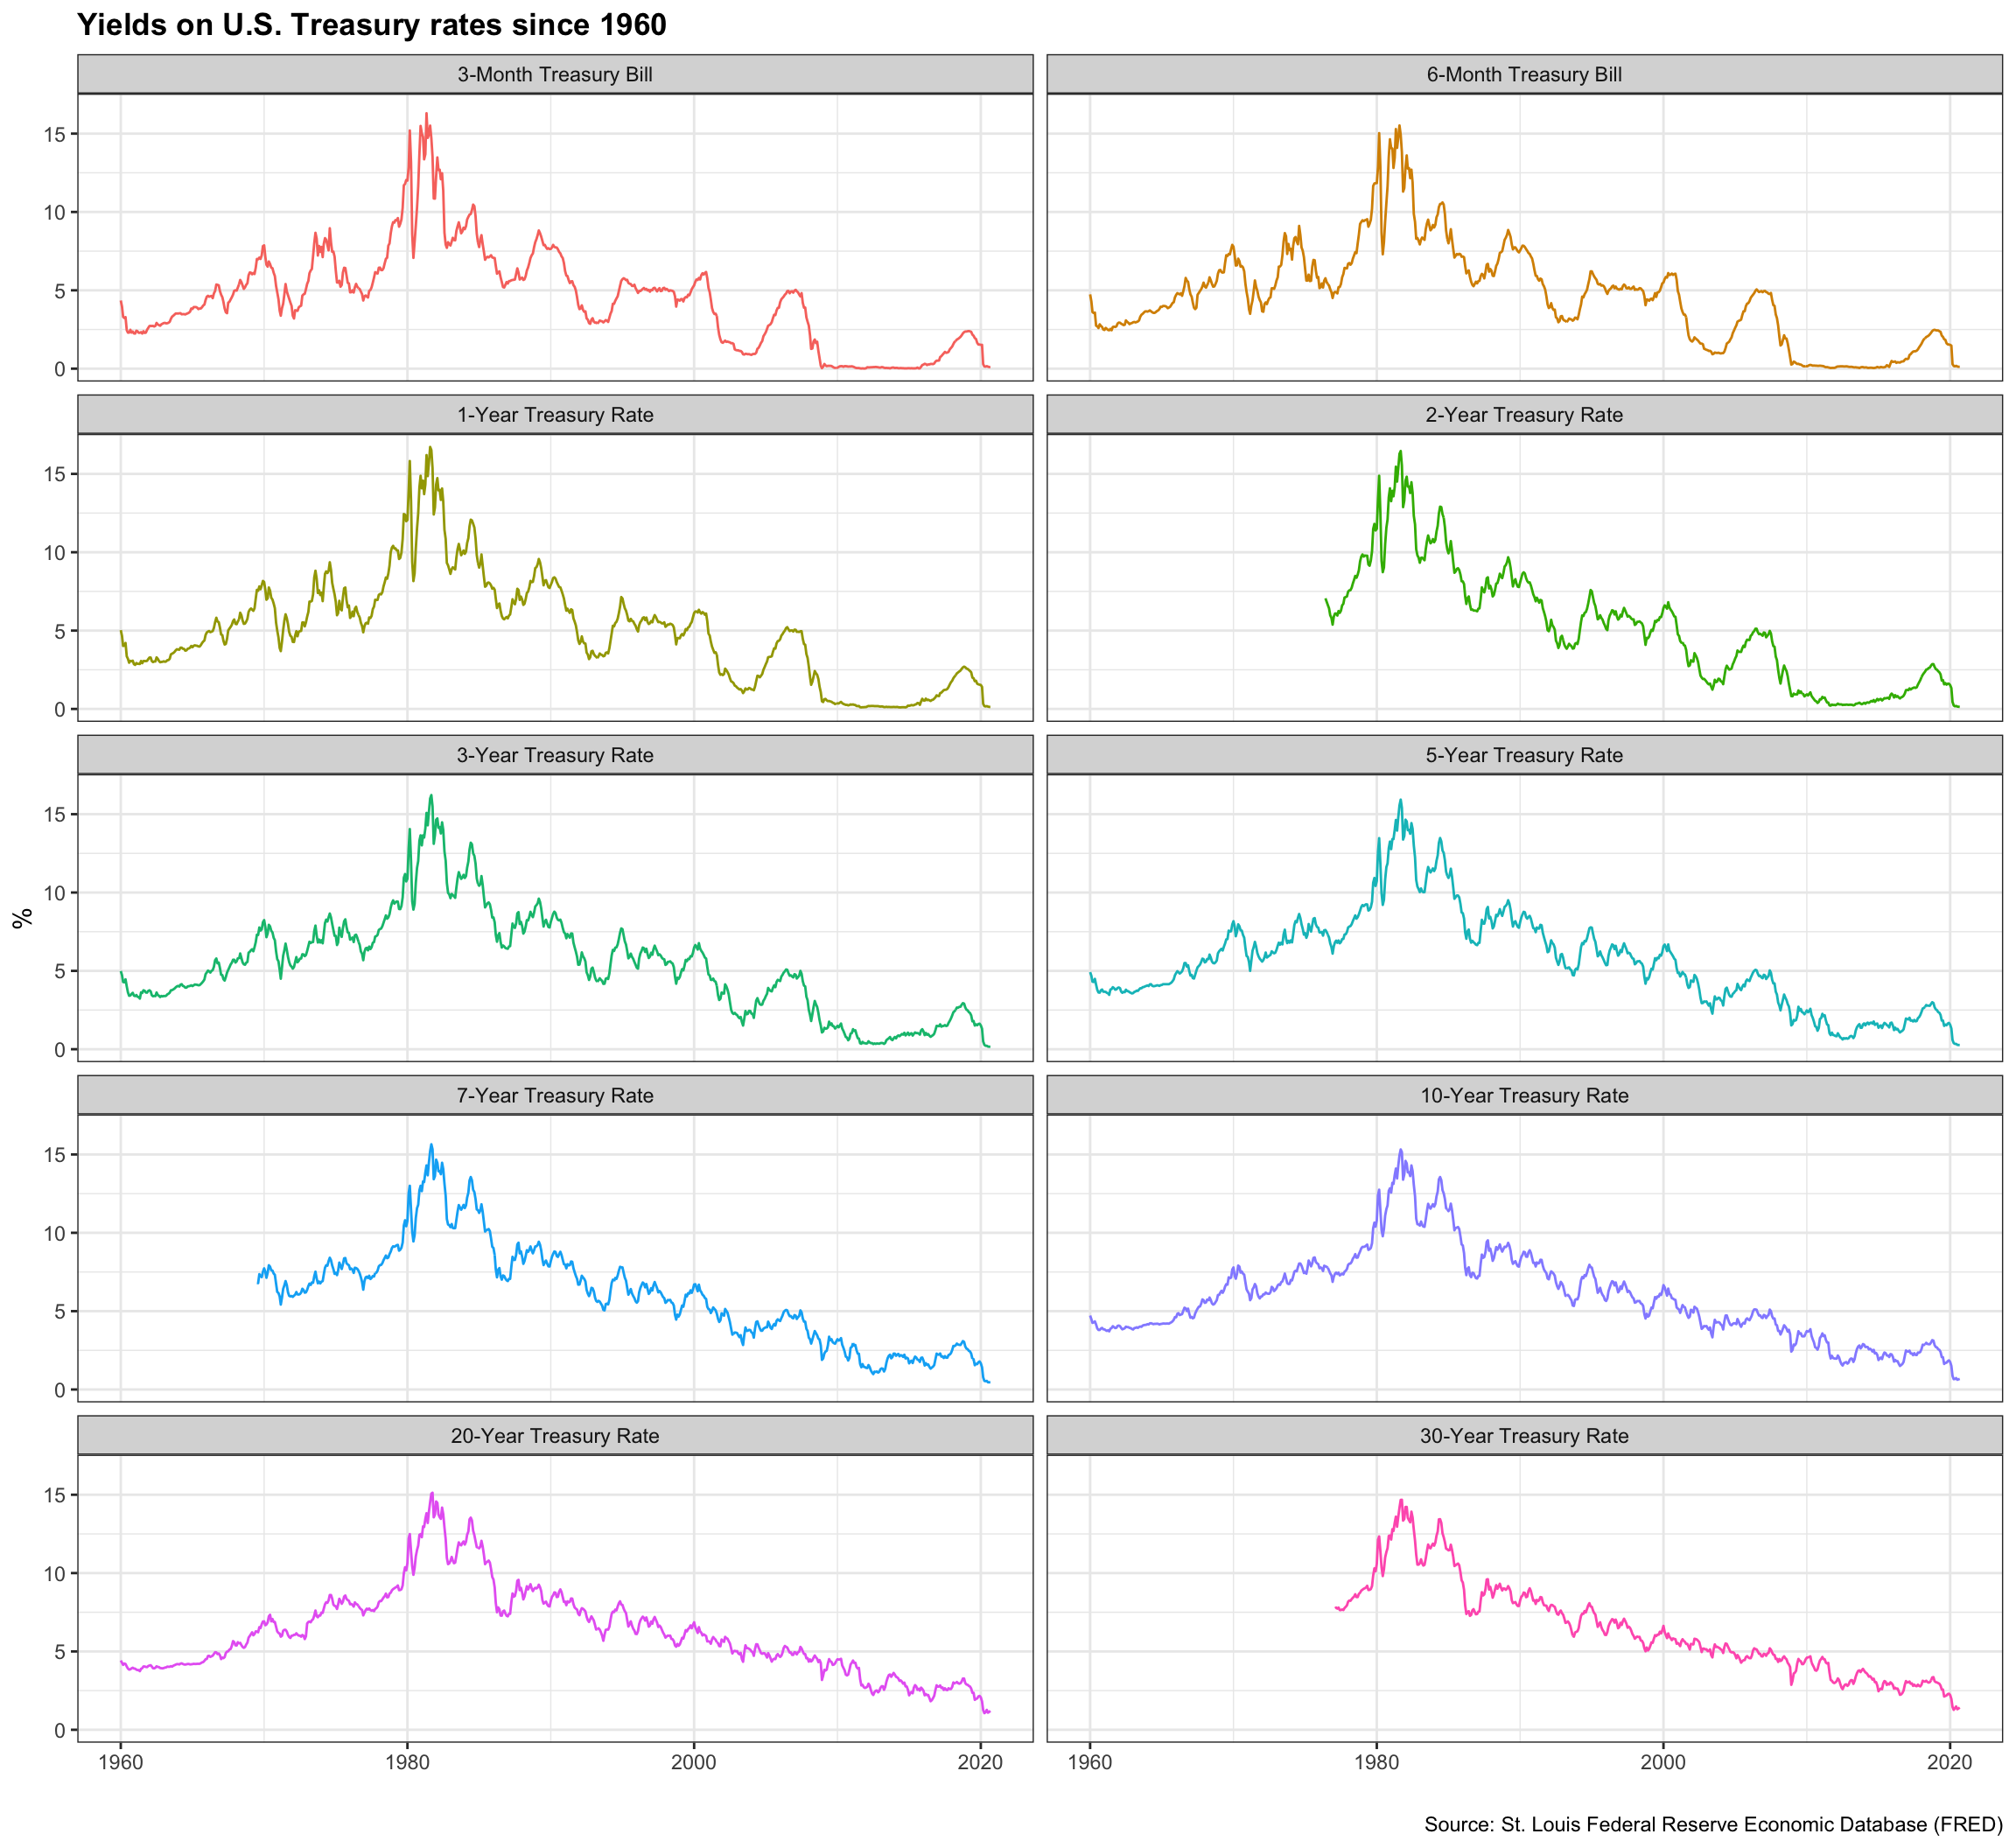 Yields on U.S. Treasury rates since 1960
3-Month Treasury Bill
6-Month Treasury Bill
15
10
5
0
1-Year Treasury Rate
2-Year Treasury Rate
15
10
5
0
3-Year Treasury Rate
5-Year Treasury Rate
15
10
5
0
%
7-Year Treasury Rate
10-Year Treasury Rate
15
10
5
0
20-Year Treasury Rate
30-Year Treasury Rate
15
10
5
0
1960 1980 2000 2020 1960 1980 2000 2020
Source: St. Louis Federal Reserve Economic Database (FRED)